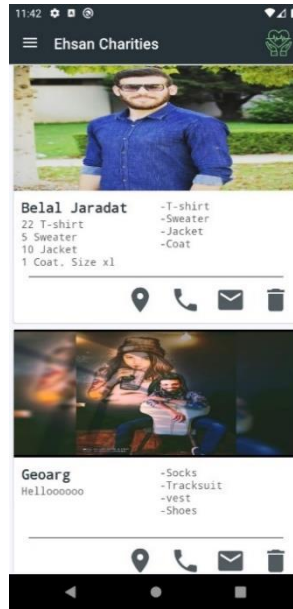 11:42
Ehsan Charities
Belal Jaradat
22 T-shirt
5 Sweater
10 Jacket
1 Coat. Size xl
-T-shirt
-Sweater
-Jacket
-Coat
Geoarg
Helloooooo
-Socks
-Tracksuit
-vest
-Shoes